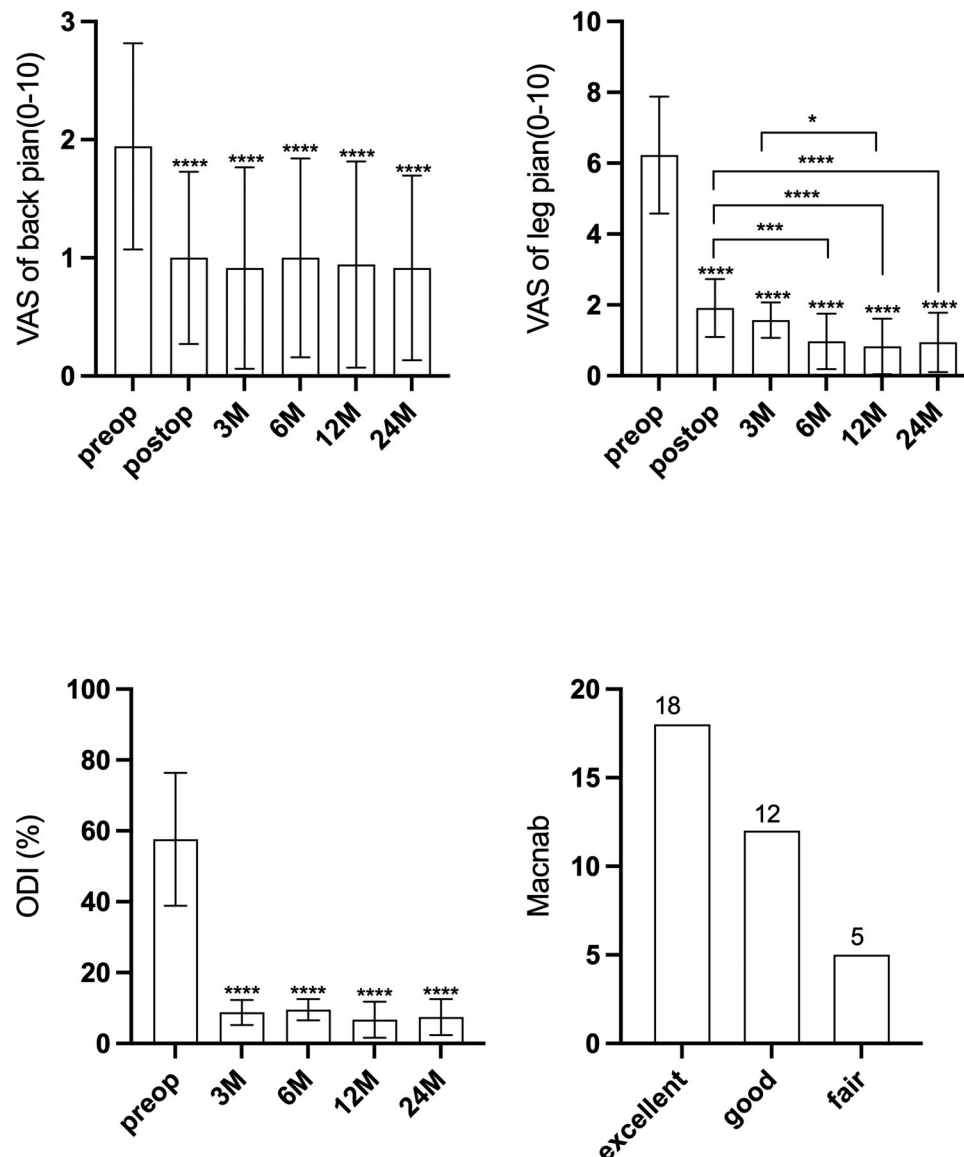 VAS of back pian(0-10)
3
2
1
0
**** **** **** **** ****
preop postop 3M 6M 12M 24M
VAS of leg pian(0-10)
10
8
6
4
2
0
*
****
****
***
**** **** **** **** ****
preop postop 3M 6M 12M 24M
ODI (%)
100
80
60
40
20
0
**** **** **** ****
preop 3M 6M 12M 24M
Macnab
20
15
10
5
0
18
12
5
excellent good fair